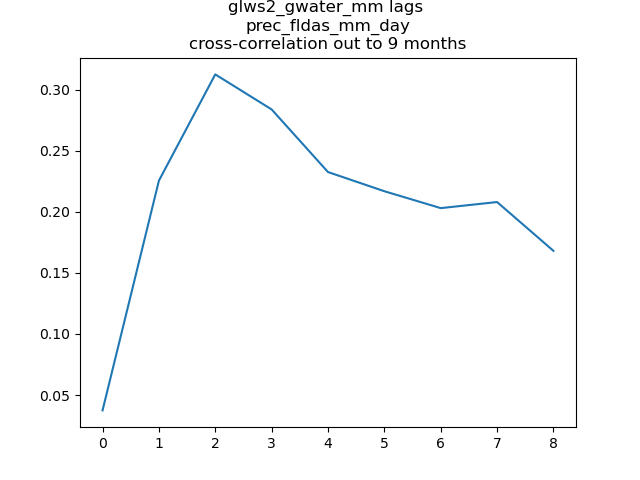 glws2_gwater_mm lags
prec_fldas_mm_day
cross-correlation out to 9 months
0.30
0.25
0.20
0.15
0.10
0.05
0 1 2 3 4 5 6 7 8